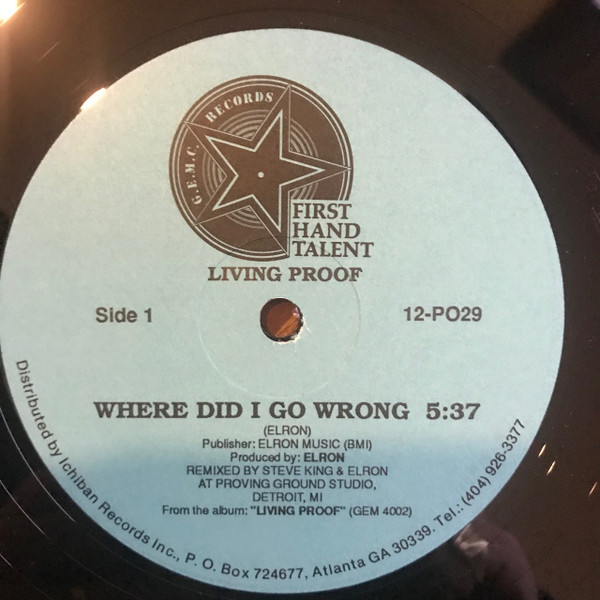 G.E.M.C. RECORDS
FIRST
HAND
TALENT
LIVING PROOF
Side 1
12-PO29
WHERE DID I GO WRONG 5:37
(ELRON)
Publisher: ELRON MUSIC (BMI)
Produced by: ELRON
REMIXED BY STEVE KING & ELRON
AT PROVING GROUND STUDIO,
DETROIT, MI
From the album: "LIVING PROOF" (GEM 4002)
Distributed by Ichiban Records Inc., P. O. Box 724677, Atlanta GA 30339. Tel.: (404) 926-3377